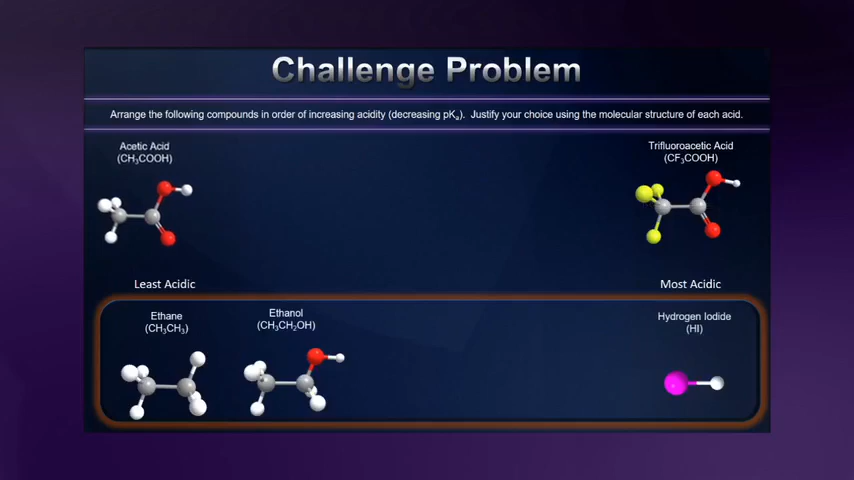 Challenge Problem
Arrange the following compounds in order of increasing acidity (decreasing pKₐ). Justify your choice using the molecular structure of each acid.
Acetic Acid
(CH₃COOH)
Trifluoroacetic Acid
(CF₃COOH)
Least Acidic
Most Acidic
Ethane
(CH₃CH₃)
Ethanol
(CH₃CH₂OH)
Hydrogen Iodide
(HI)